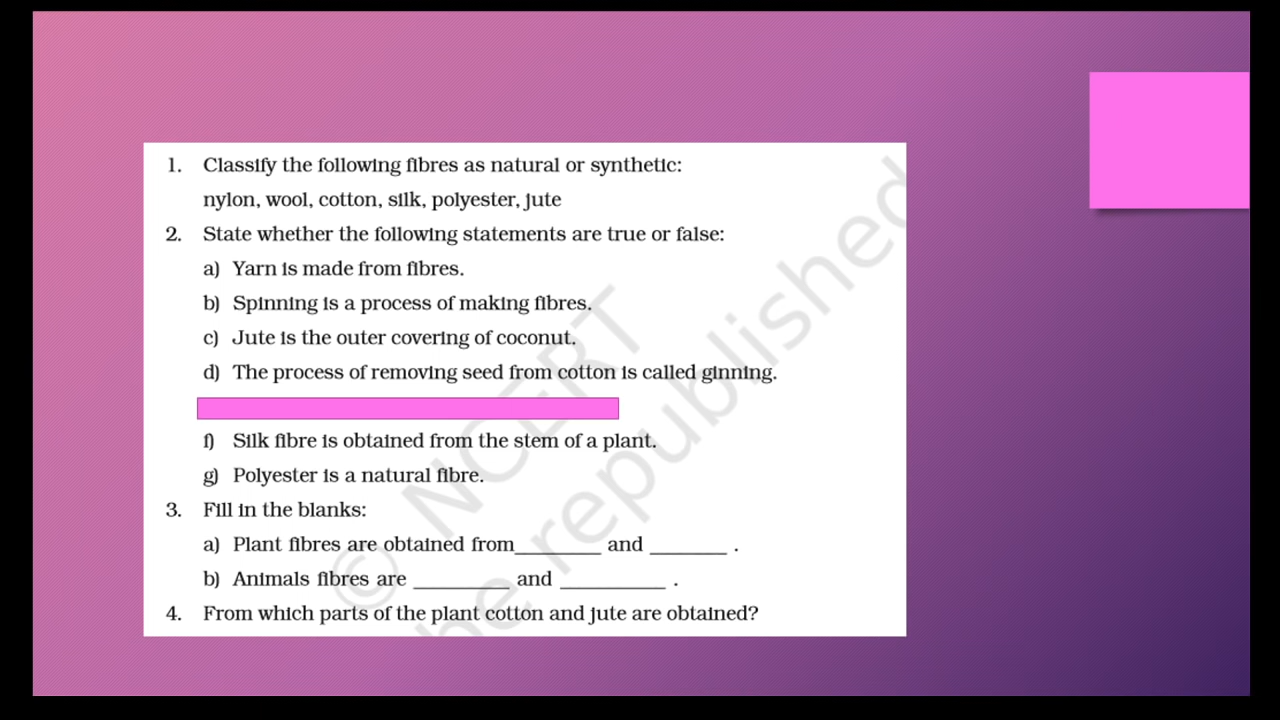 1. Classify the following fibres as natural or synthetic:
nylon, wool, cotton, silk, polyester, jute
2. State whether the following statements are true or false:
a) Yarn is made from fibres.
b) Spinning is a process of making fibres.
c) Jute is the outer covering of coconut.
d) The process of removing seed from cotton is called ginning.
f) Silk fibre is obtained from the stem of a plant.
g) Polyester is a natural fibre.
3. Fill in the blanks:
a) Plant fibres are obtained from________ and _______ .
b) Animals fibres are _________ and __________ .
4. From which parts of the plant cotton and jute are obtained?
© NCERT
be republished